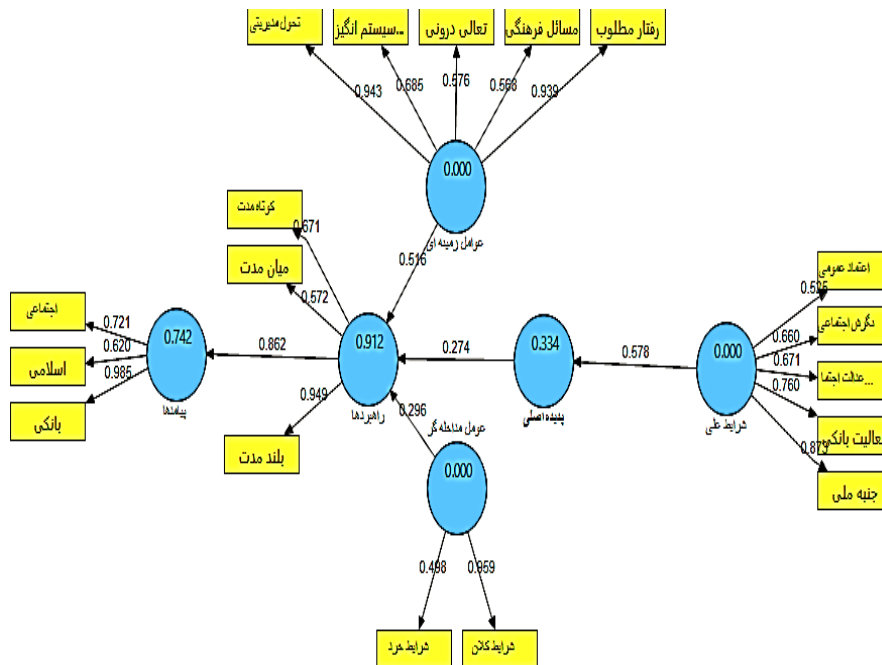 تحول مدیریتی
سیستم انگیز...
تعالی درونی
مسائل فرهنگی
رفتار مطلوب
0.943
0.685
0.576
0.568
0.939
0.000
عوامل زمینه ای
0.516
کوتاه مدت
0.671
میان مدت
0.572
اعتماد عمومی
0.525
نگرش اجتماعی
0.660
عدالت اجتما...
0.671
فعالیت بانکی
0.760
جنبه ملی
0.873
0.000
شرایط علی
0.578
0.334
پدیده اصلی
0.274
0.912
راهبردها
0.862
0.742
پیامدها
اجتماعی
0.721
اسلامی
0.620
بانکی
0.985
0.949
بلند مدت
0.296
عوامل مداخله گر
0.000
0.498
0.959
شرایط خرد
شرایط کلان